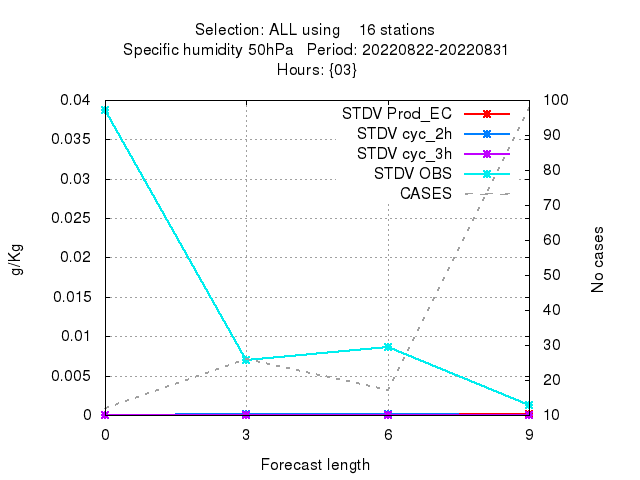 Selection: ALL using    16 stations
Specific humidity 50hPa   Period: 20220822-20220831
Hours: {03}
0.04
0.035
0.03
0.025
0.02
0.015
0.01
0.005
0
100
90
80
70
60
50
40
30
20
10
STDV Prod_EC
STDV cyc_2h
STDV cyc_3h
STDV OBS
CASES
g/Kg
No cases
0 3 6 9
Forecast length